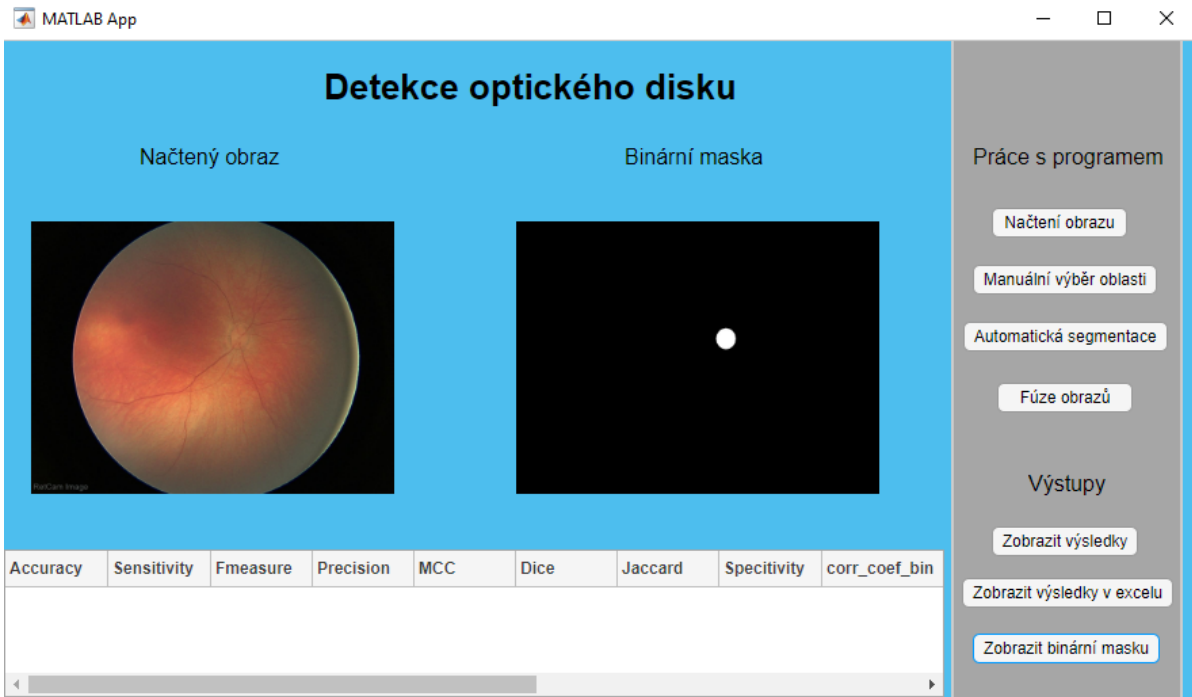 MATLAB App
Detekce optického disku
Načtený obraz
Binární maska
RetCam Image
Accuracy Sensitivity Fmeasure Precision MCC Dice Jaccard Specitivity corr_coef_bin
Práce s programem
Načtení obrazu
Manuální výběr oblasti
Automatická segmentace
Fúze obrazů
Výstupy
Zobrazit výsledky
Zobrazit výsledky v excelu
Zobrazit binární masku